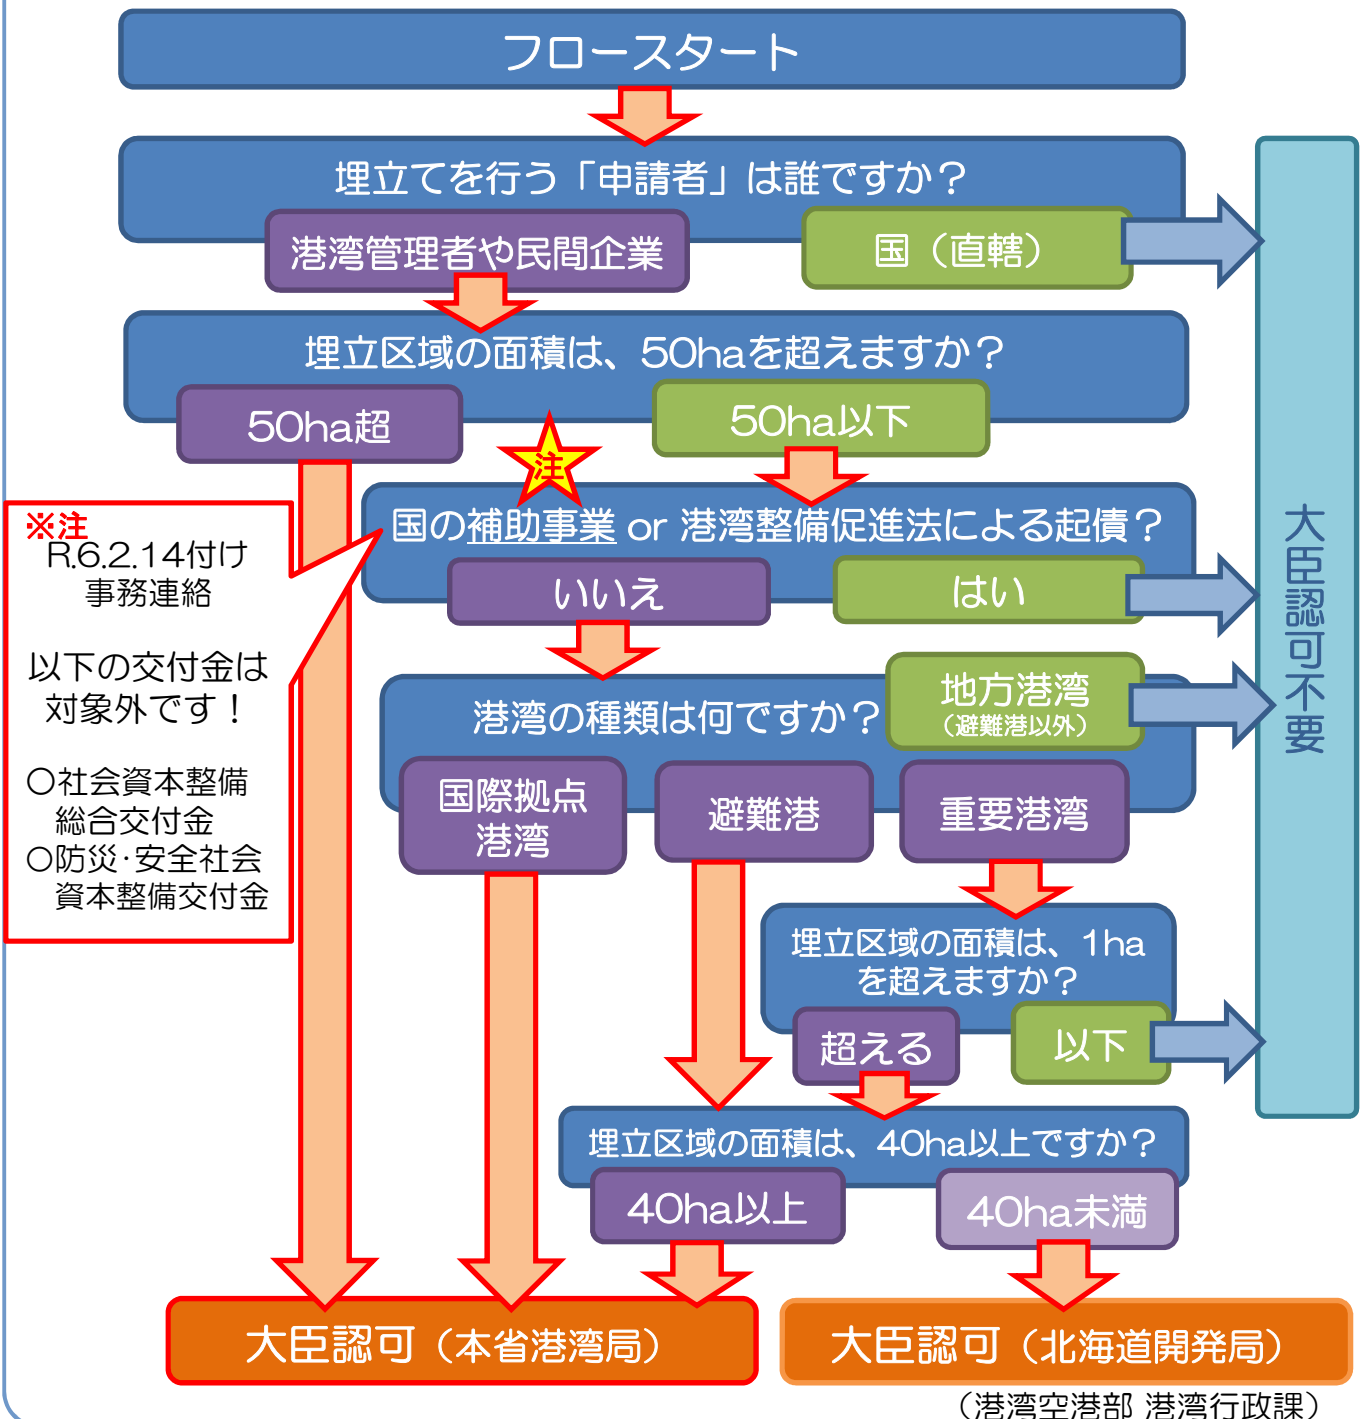 フロースタート
埋立てを行う「申請者」は誰ですか？
港湾管理者や民間企業
国（直轄）
埋立区域の面積は、50haを超えますか？
50ha超
50ha以下
注
国の補助事業 or 港湾整備促進法による起債？
いいえ
はい
※注
R.6.2.14付け
事務連絡
以下の交付金は
対象外です！
○社会資本整備
総合交付金
○防災・安全社会
資本整備交付金
港湾の種類は何ですか？
地方港湾
（避難港以外）
国際拠点
港湾
避難港
重要港湾
埋立区域の面積は、1ha
を超えますか？
超える
以下
埋立区域の面積は、40ha以上ですか？
40ha以上
40ha未満
大臣認可不要
大臣認可（本省港湾局）
大臣認可（北海道開発局）
（港湾空港部 港湾行政課）